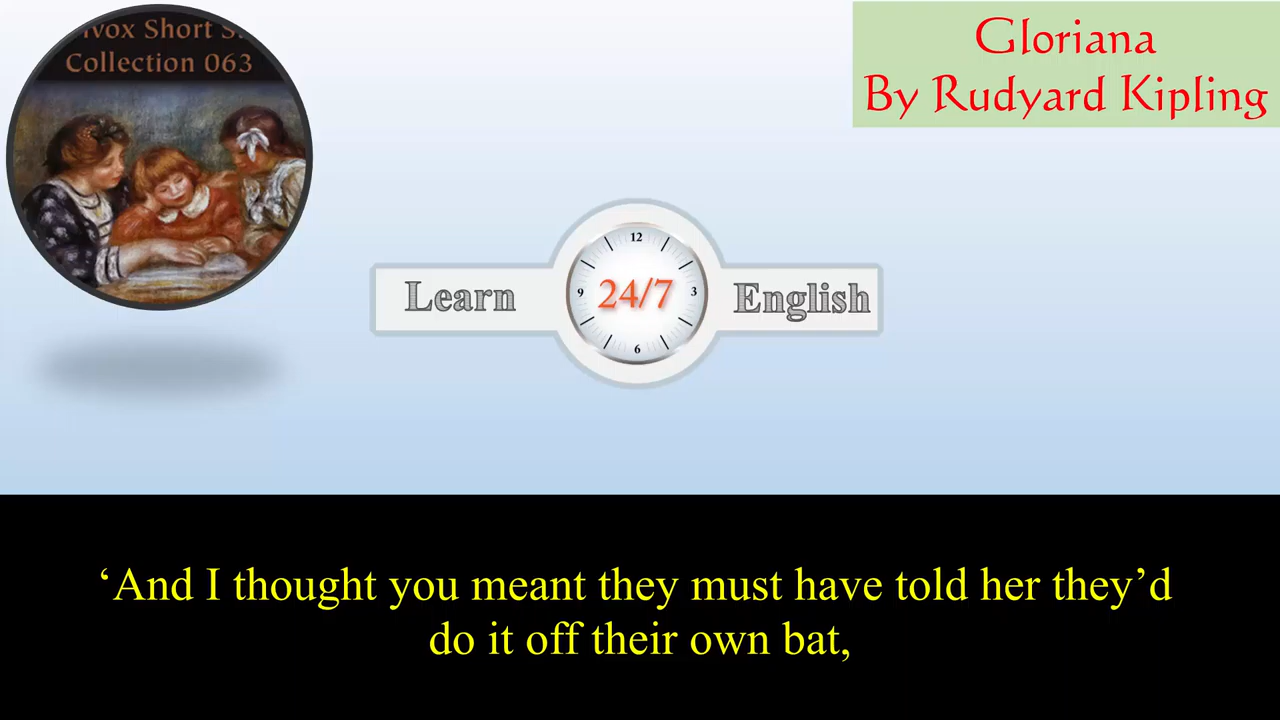 Short
Collection 063
Gloriana
By Rudyard Kipling
12
9
3
6
Learn
24/7
English
‘And I thought you meant they must have told her they’d
do it off their own bat,